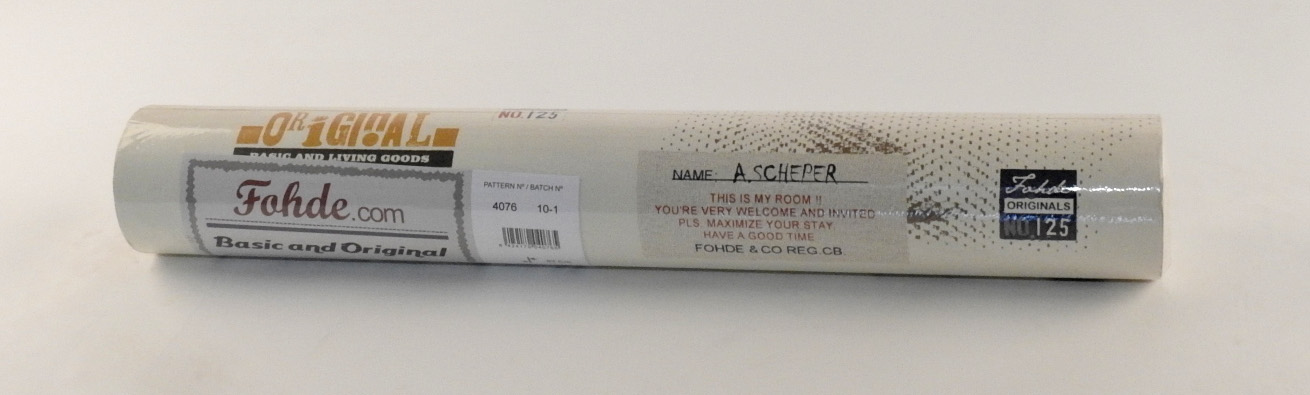 ORiGiNAL
BASIC AND LIVING GOODS
Fohde.com
Basic and Original
NO.125
PATTERN Nº / BATCH Nº
4076 10-1
NAME: A.SCHEPER
THIS IS MY ROOM !!
YOU'RE VERY WELCOME AND INVITED
PLS. MAXIMIZE YOUR STAY
HAVE A GOOD TIME
FOHDE & CO REG.CB.
Fohde
ORIGINALS
NO.125